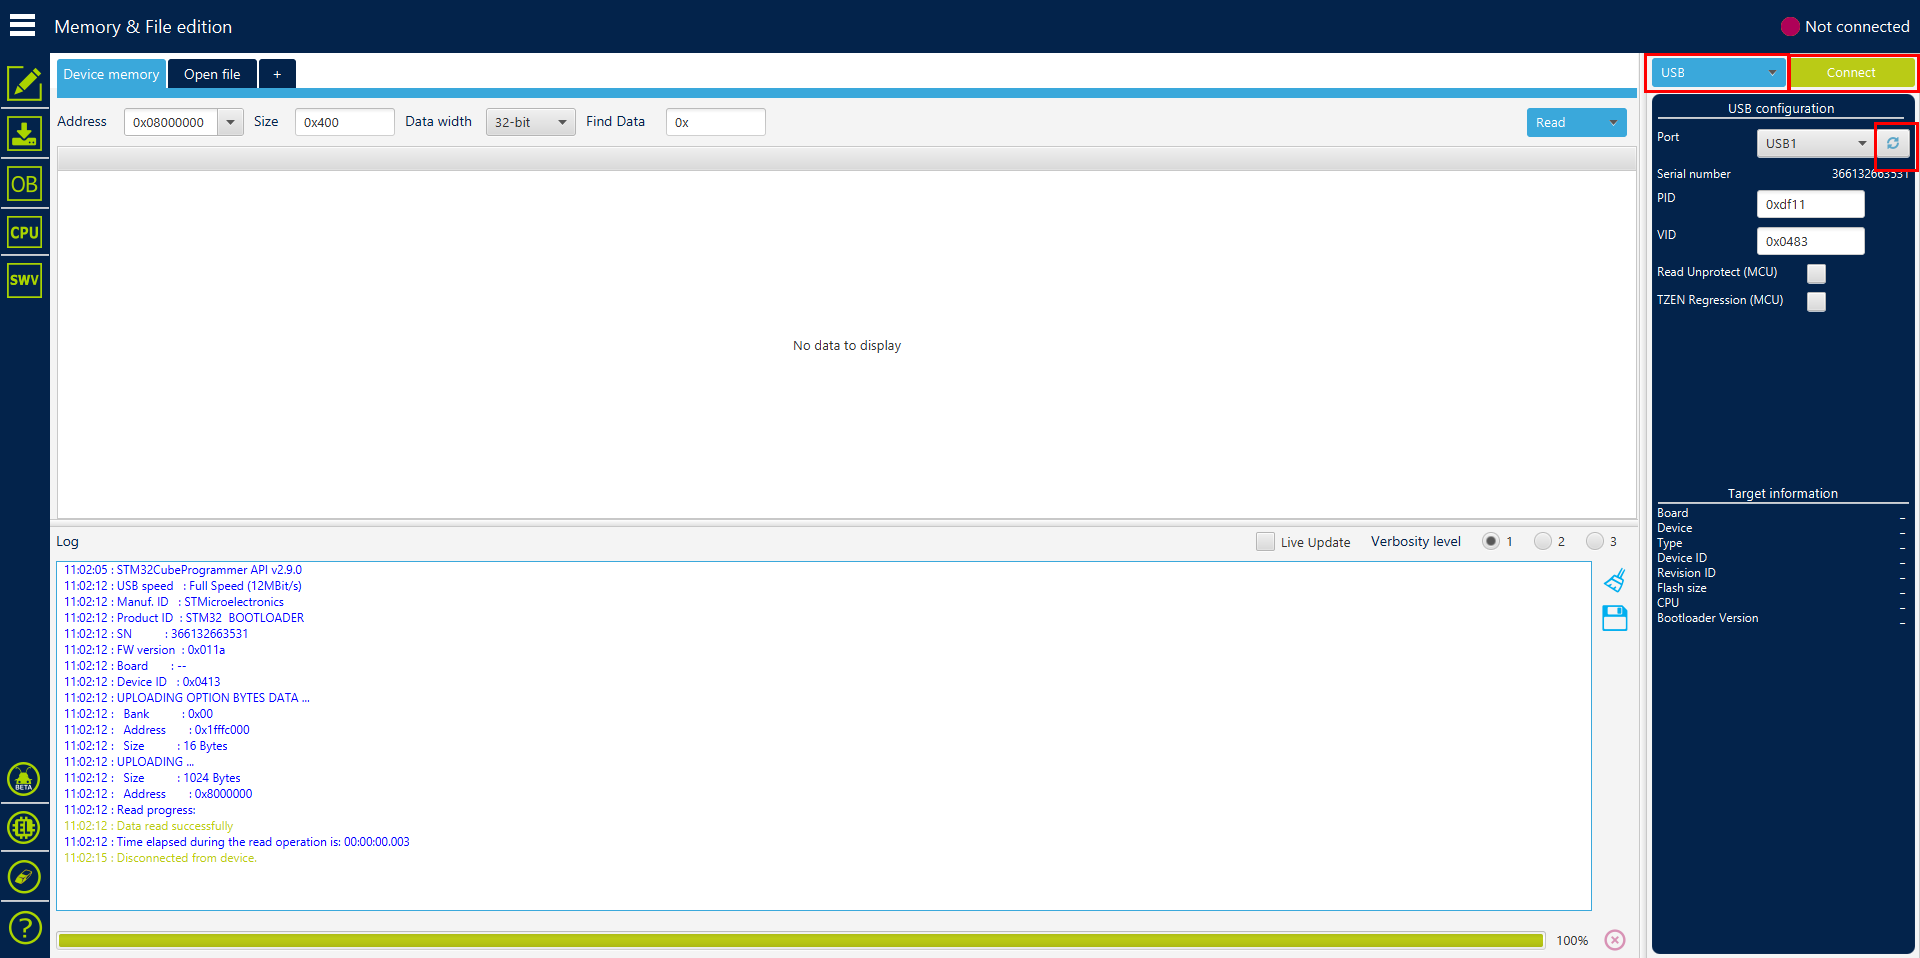 Memory & File edition
Not connected
Device memory
Open file
+
USB
Connect
Address
0x08000000
Size
0x400
Data width
32-bit
Find Data
0x
Read
No data to display
OB
CPU
SWV
USB configuration
Port
USB1
Serial number 366132663531
PID
0xdf11
VID
0x0483
Read Unprotect (MCU)
TZEN Regression (MCU)
Target information
Board -
Device -
Type -
Device ID -
Revision ID -
Flash size -
CPU -
Bootloader Version -
Log
Live Update
Verbosity level
1
2
3
11:02:05 : STM32CubeProgrammer API v2.9.0
11:02:12 : USB speed : Full Speed (12MBit/s)
11:02:12 : Manuf. ID : STMicroelectronics
11:02:12 : Product ID : STM32 BOOTLOADER
11:02:12 : SN : 366132663531
11:02:12 : FW version : 0x011a
11:02:12 : Board : --
11:02:12 : Device ID : 0x0413
11:02:12 : UPLOADING OPTION BYTES DATA ...
11:02:12 : Bank : 0x00
11:02:12 : Address : 0x1fffc000
11:02:12 : Size : 16 Bytes
11:02:12 : UPLOADING ...
11:02:12 : Size : 1024 Bytes
11:02:12 : Address : 0x8000000
11:02:12 : Read progress:
11:02:12 : Data read successfully
11:02:12 : Time elapsed during the read operation is: 00:00:00.003
11:02:15 : Disconnected from device.
BETA
EL
?
100%